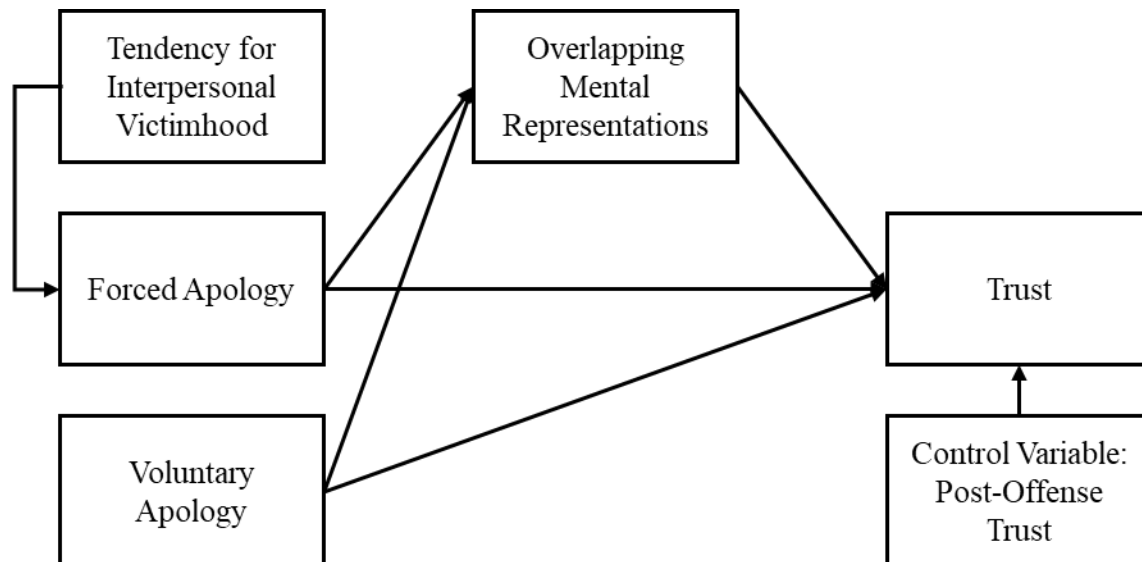 Tendency for
Interpersonal
Victimhood
Overlapping
Mental
Representations
Forced Apology
Trust
Voluntary
Apology
Control Variable:
Post-Offense
Trust